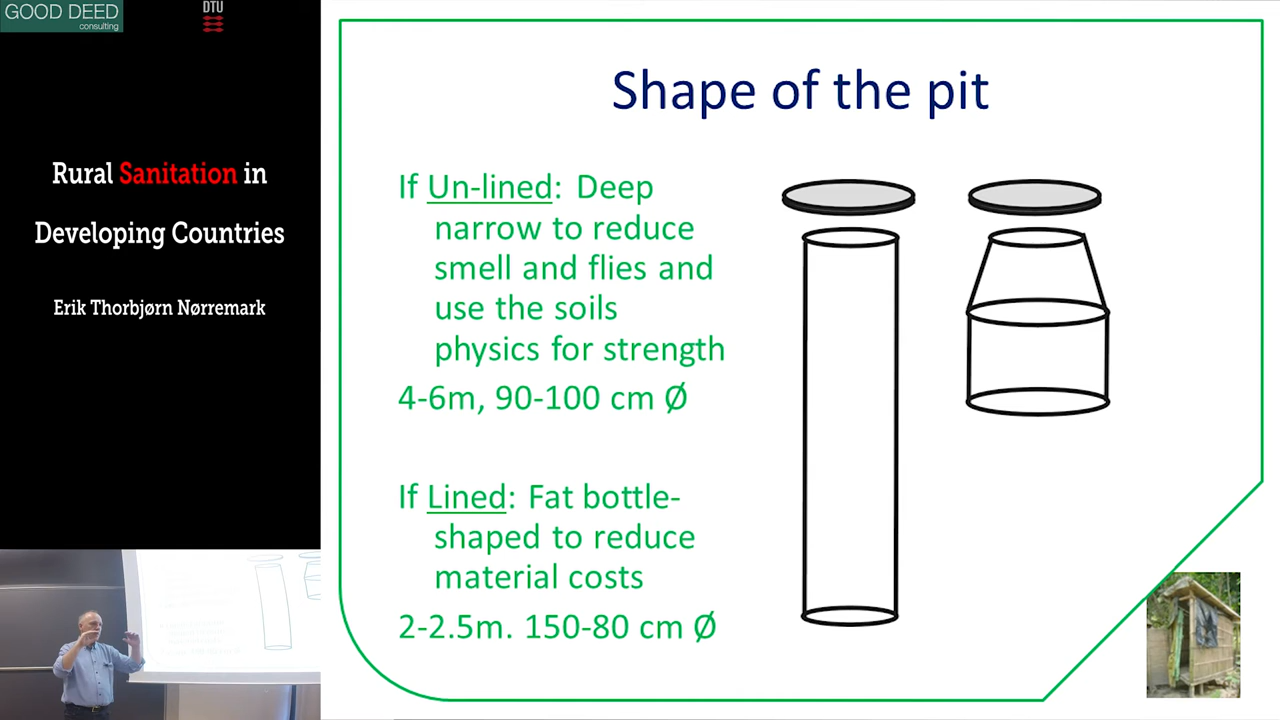 GOOD DEED
consulting
DTU
Rural Sanitation in
Developing Countries
Erik Thorbjørn Nørremark
Shape of the pit
If Un-lined: Deep
narrow to reduce
smell and flies and
use the soils
physics for strength
4-6m, 90-100 cm Ø
If Lined: Fat bottle-
shaped to reduce
material costs
2-2.5m. 150-80 cm Ø